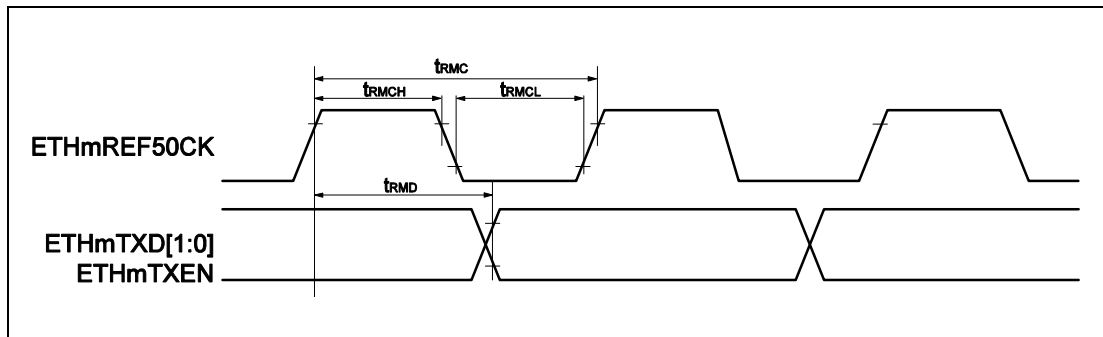 tRMC
tRMCH
tRMCL
ETHmREF50CK
tRMD
ETHmTXD[1:0]
ETHmTXEN